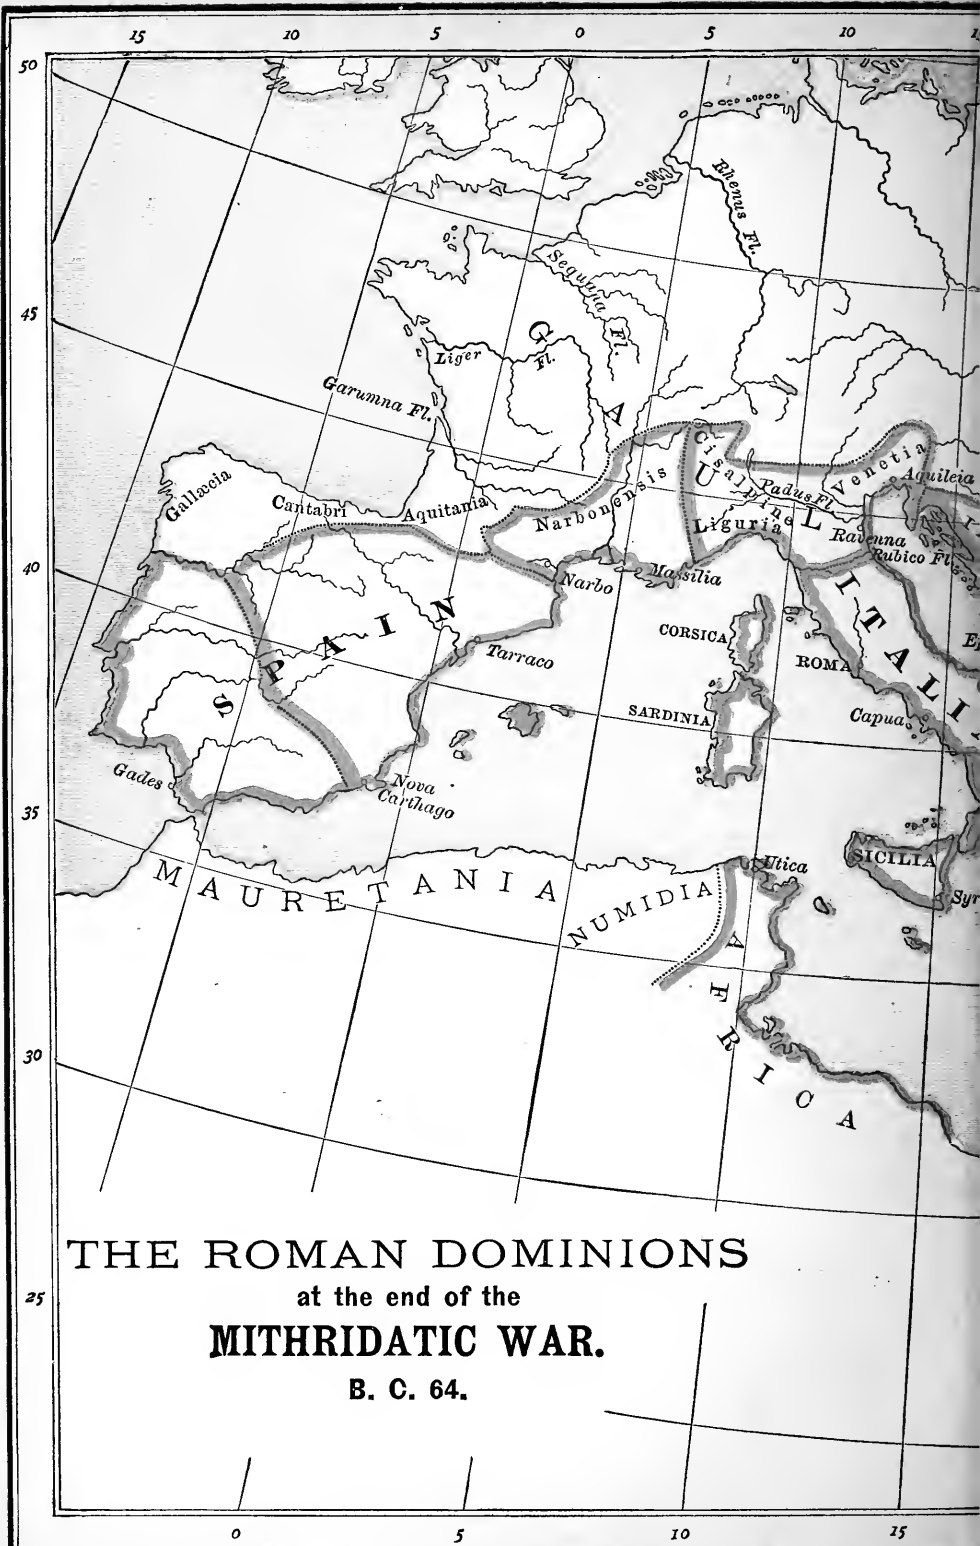 15 10 5 0 5 10
50
45
40
35
30
25
Rhenus Fl.
Sequana Fl.
G A U L
Liger Fl.
Garumna Fl.
Cisalpine
Venetia
Aquileia
Padus Fl.
Narbonensis
Liguria
Ravenna
Rubico Fl.
Gallæcia
Cantabri
Aquitania
Narbo
Massilia
ITALI
SPAIN
CORSICA
ROMA
Tarraco
SARDINIA
Capua
Gades
Nova
Carthago
MAURETANIA
NUMIDIA
Utica
SICILIA
Syr
AFRICA
THE ROMAN DOMINIONS
at the end of the
MITHRIDATIC WAR.
B. C. 64.
0 5 10 15